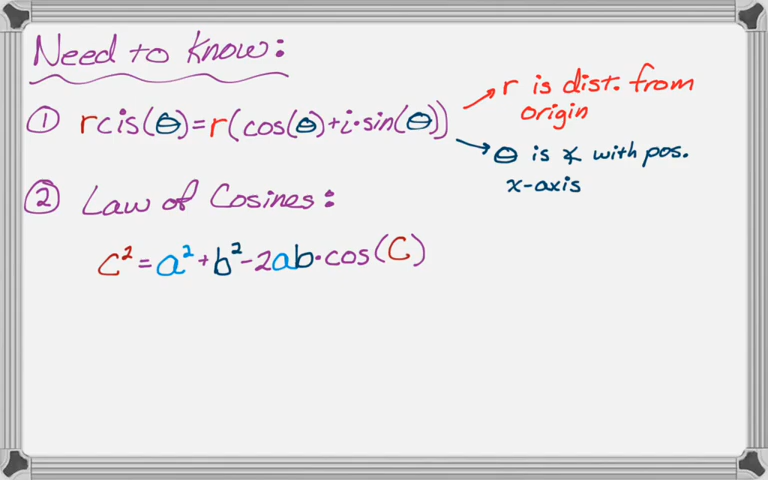 Need to Know:
① rcis(θ)=r(cos(θ)+i·sin(θ))
r is dist. from
origin
θ is ∡ with pos.
x-axis
② Law of Cosines:
c²=a²+b²-2ab·cos(C)